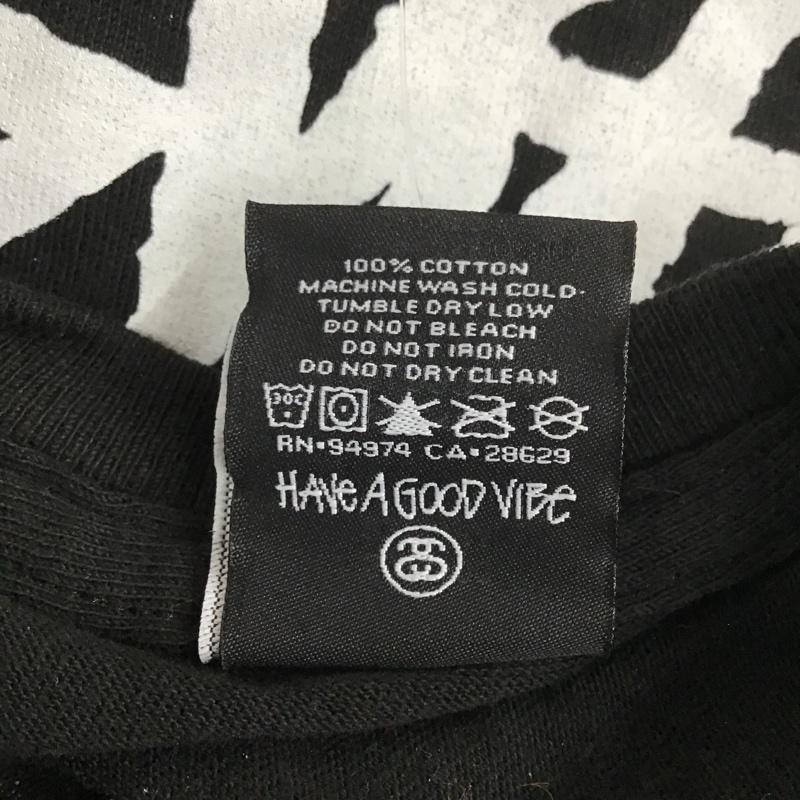 100% COTTON
MACHINE WASH COLD·
TUMBLE DRY LOW
DO NOT BLEACH
DO NOT IRON
DO NOT DRY CLEAN
30C
RN·94974 CA·28629
HAVE A GOOD VIBE